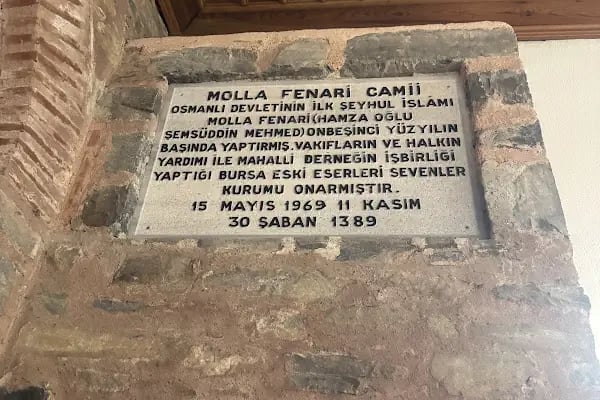 MOLLA FENARİ CAMİİ
OSMANLI DEVLETİNİN İLK ŞEYHUL İSLÂMI
MOLLA FENARİ(HAMZA OĞLU
ŞEMSÜDDİN MEHMED) ONBEŞİNCİ YÜZYILIN
BAŞINDA YAPTIRMIŞ. VAKIFLARIN VE HALKIN
YARDIMI İLE MAHALLİ DERNEĞİN İŞBİRLİĞİ
YAPTIĞI BURSA ESKİ ESERLERİ SEVENLER
KURUMU ONARMIŞTIR.
15 MAYIS 1969 11 KASIM
30 ŞABAN 1389